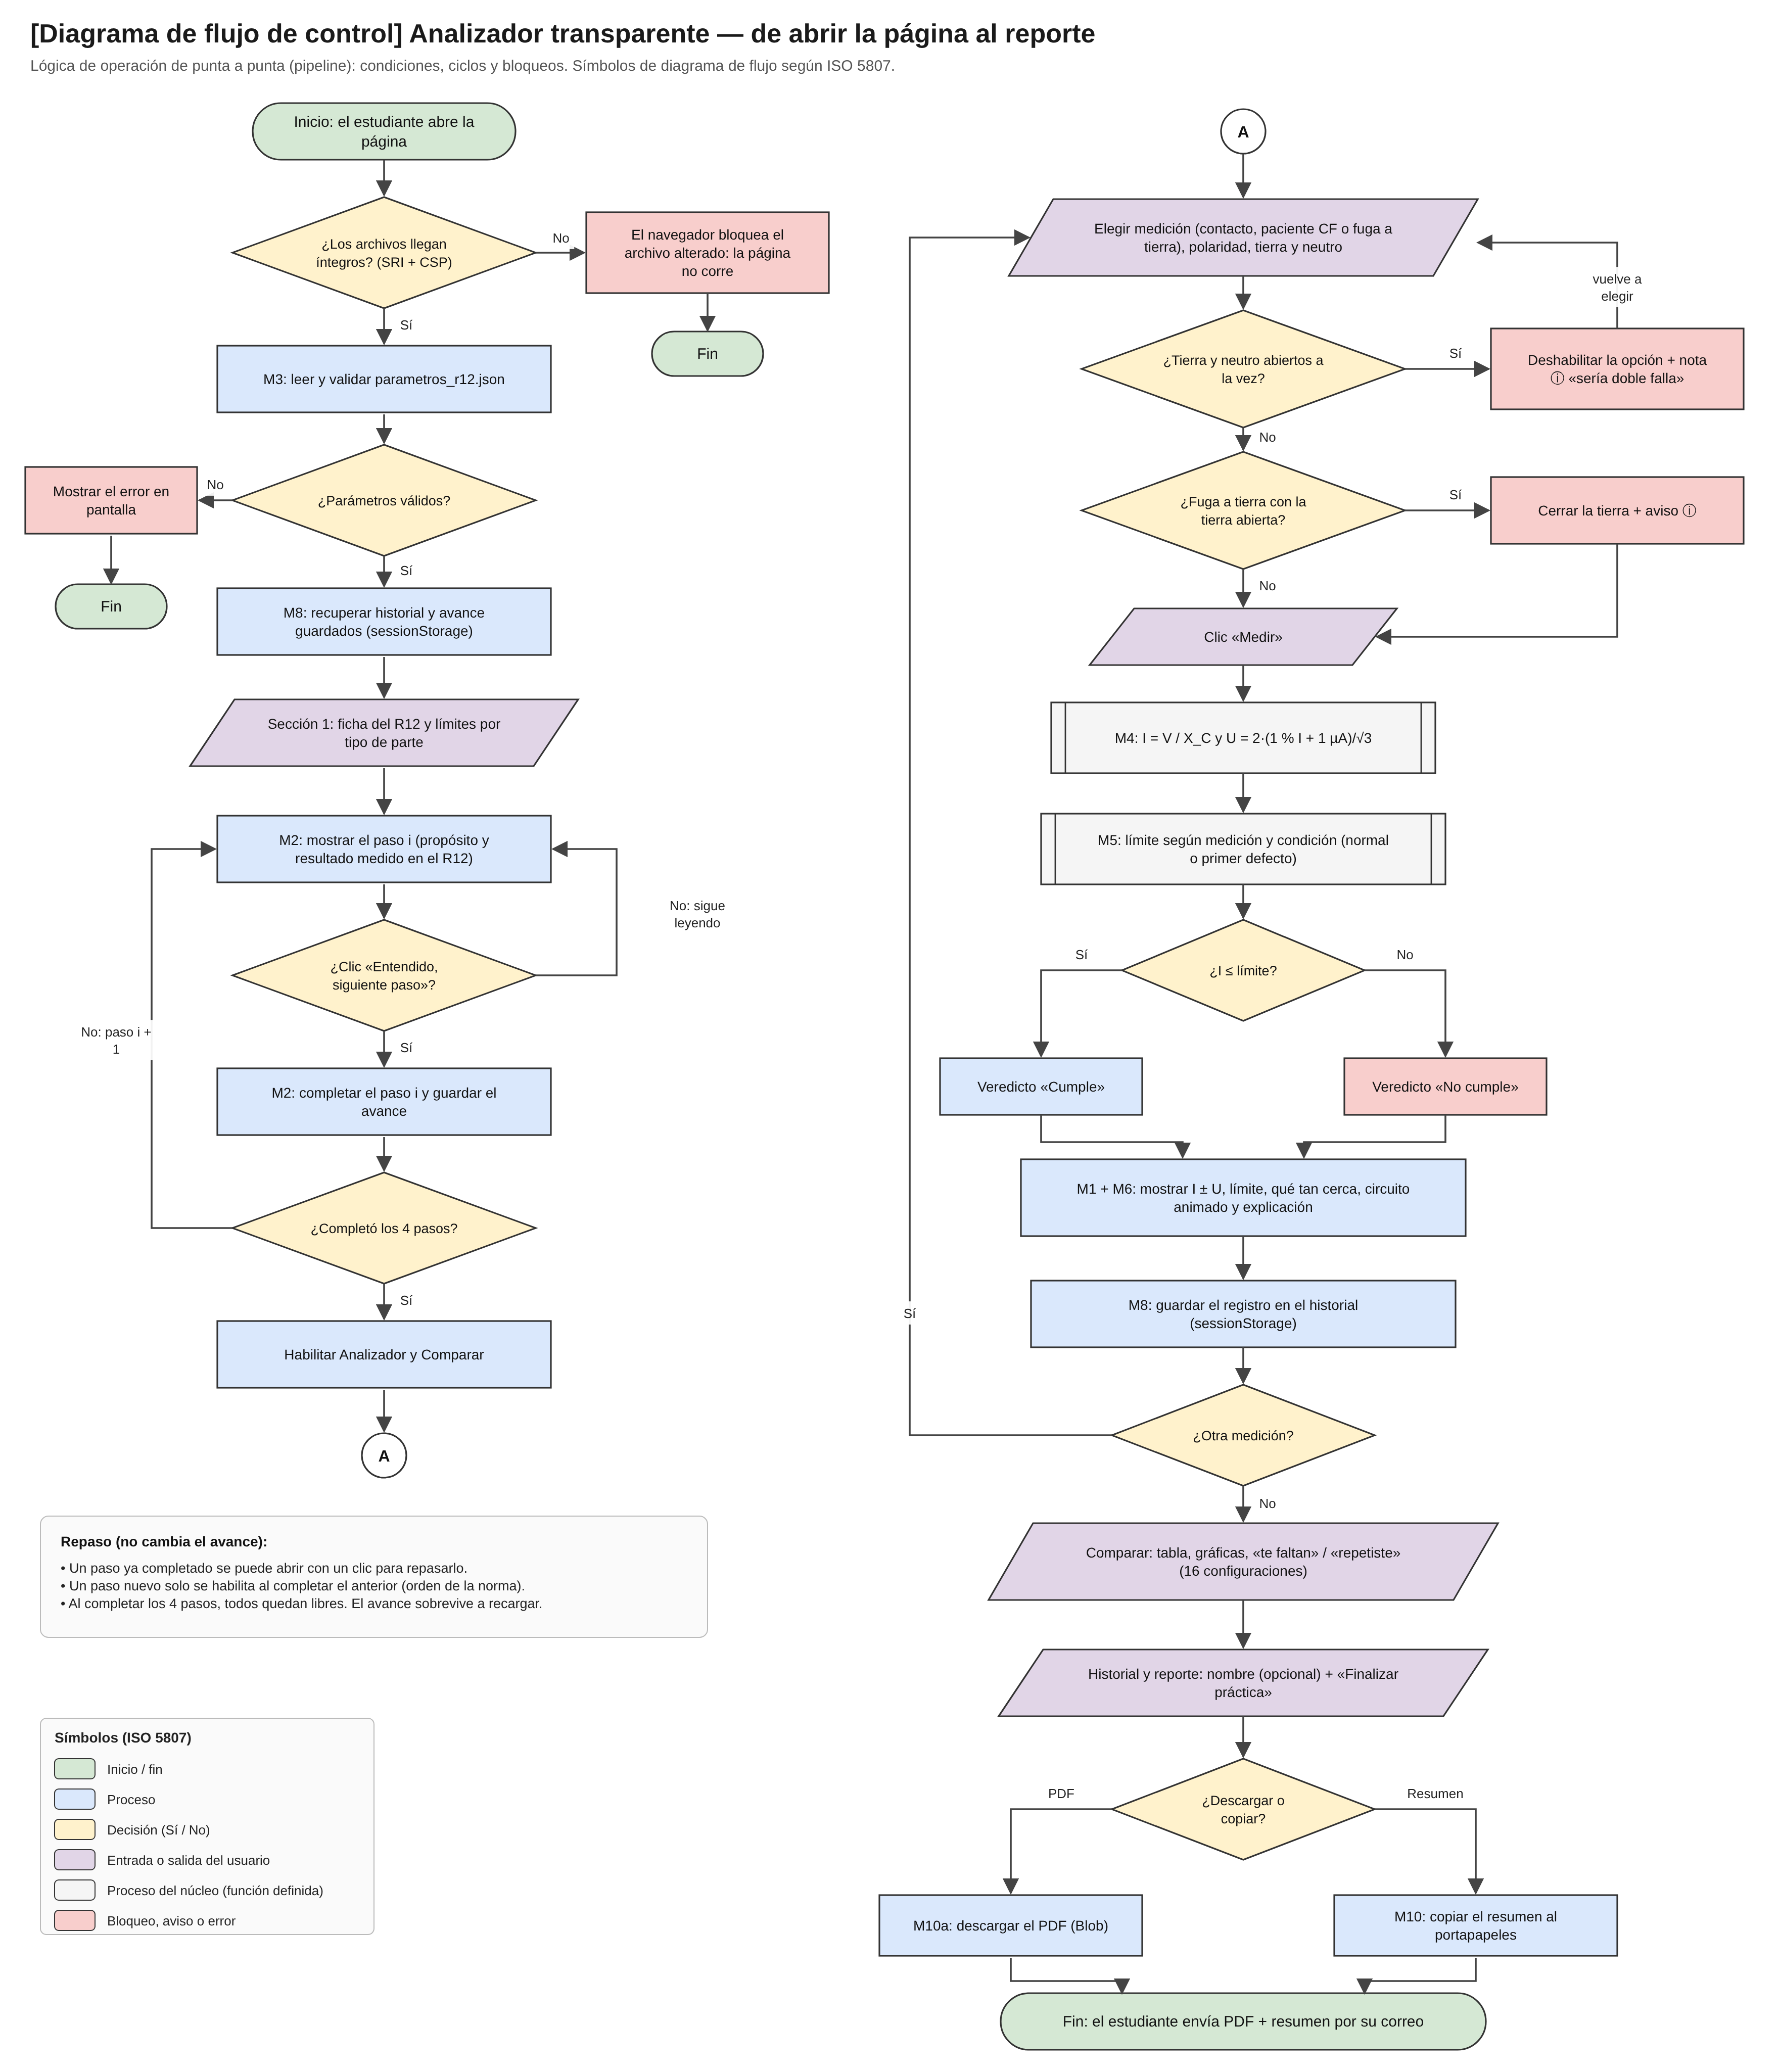 [Diagrama de flujo de control] Analizador transparente — de abrir la página al reporte
Lógica de operación de punta a punta (pipeline): condiciones, ciclos y bloqueos. Símbolos de diagrama de flujo según ISO 5807.
Inicio: el estudiante abre la
página
¿Los archivos llegan
íntegros? (SRI + CSP)
No
El navegador bloquea el
archivo alterado: la página
no corre
Fin
Sí
M3: leer y validar parametros_r12.json
¿Parámetros válidos?
No
Mostrar el error en
pantalla
Fin
Sí
M8: recuperar historial y avance
guardados (sessionStorage)
Sección 1: ficha del R12 y límites por
tipo de parte
M2: mostrar el paso i (propósito y
resultado medido en el R12)
No: sigue
leyendo
¿Clic «Entendido,
siguiente paso»?
No: paso i +
1
Sí
M2: completar el paso i y guardar el
avance
¿Completó los 4 pasos?
Sí
Habilitar Analizador y Comparar
A
Repaso (no cambia el avance):
• Un paso ya completado se puede abrir con un clic para repasarlo.
• Un paso nuevo solo se habilita al completar el anterior (orden de la norma).
• Al completar los 4 pasos, todos quedan libres. El avance sobrevive a recargar.
Símbolos (ISO 5807)
Inicio / fin
Proceso
Decisión (Sí / No)
Entrada o salida del usuario
Proceso del núcleo (función definida)
Bloqueo, aviso o error
A
Elegir medición (contacto, paciente CF o fuga a
tierra), polaridad, tierra y neutro
vuelve a
elegir
¿Tierra y neutro abiertos a
la vez?
Sí
Deshabilitar la opción + nota
ⓘ «sería doble falla»
No
¿Fuga a tierra con la
tierra abierta?
Sí
Cerrar la tierra + aviso ⓘ
No
Clic «Medir»
M4: I = V / X_C y U = 2·(1 % I + 1 µA)/√3
M5: límite según medición y condición (normal
o primer defecto)
Sí
¿I ≤ límite?
No
Veredicto «Cumple»
Veredicto «No cumple»
M1 + M6: mostrar I ± U, límite, qué tan cerca, circuito
animado y explicación
M8: guardar el registro en el historial
(sessionStorage)
Sí
¿Otra medición?
No
Comparar: tabla, gráficas, «te faltan» / «repetiste»
(16 configuraciones)
Historial y reporte: nombre (opcional) + «Finalizar
práctica»
PDF
¿Descargar o
copiar?
Resumen
M10a: descargar el PDF (Blob)
M10: copiar el resumen al
portapapeles
Fin: el estudiante envía PDF + resumen por su correo